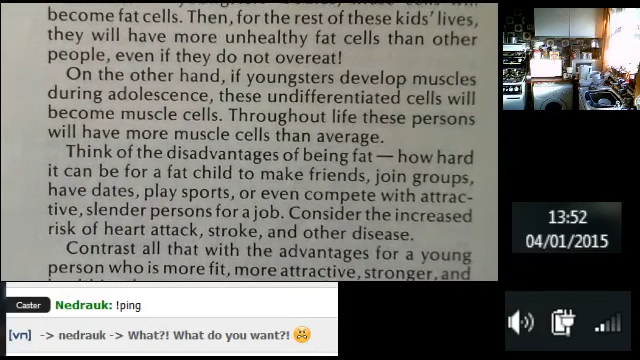 become fat cells. Then, for the rest of these kids' lives,
they will have more unhealthy fat cells than other
people, even if they do not overeat!
On the other hand, if youngsters develop muscles
during adolescence, these undifferentiated cells will
become muscle cells. Throughout life these persons
will have more muscle cells than average.
Think of the disadvantages of being fat — how hard
it can be for a fat child to make friends, join groups,
have dates, play sports, or even compete with attrac-
tive, slender persons for a job. Consider the increased
risk of heart attack, stroke, and other disease.
Contrast all that with the advantages for a young
person who is more fit, more attractive, stronger, and
13:52
04/01/2015
Caster Nedrauk: !ping
[vn] -> nedrauk -> What?! What do you want?!